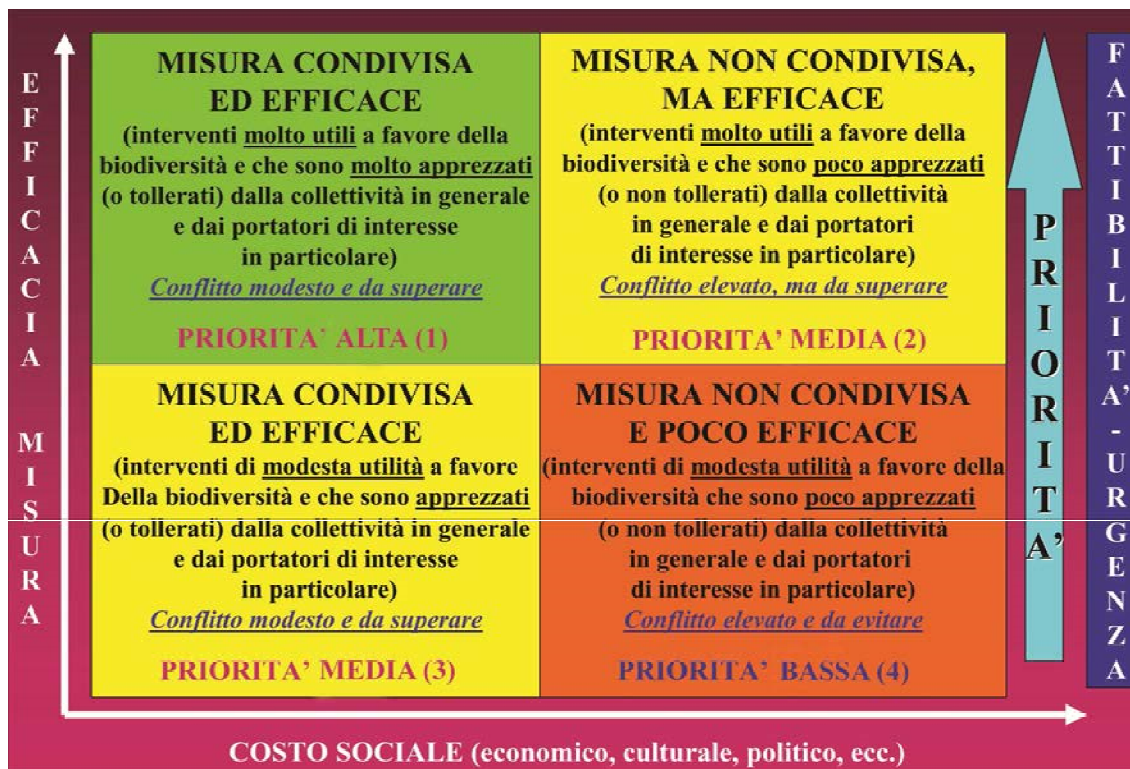 EFFICACIA MISURA
MISURA CONDIVISA
ED EFFICACE
(interventi molto utili a favore della
biodiversità e che sono molto apprezzati
(o tollerati) dalla collettività in generale
e dai portatori di interesse
in particolare)
Conflitto modesto e da superare
PRIORITA' ALTA (1)
MISURA NON CONDIVISA,
MA EFFICACE
(interventi molto utili a favore della
biodiversità e che sono poco apprezzati
(o non tollerati) dalla collettività
in generale e dai portatori
di interesse in particolare)
Conflitto elevato, ma da superare
PRIORITA' MEDIA (2)
MISURA CONDIVISA
ED EFFICACE
(interventi di modesta utilità a favore
Della biodiversità e che sono apprezzati
(o tollerati) dalla collettività in generale
e dai portatori di interesse
in particolare)
Conflitto modesto e da superare
PRIORITA' MEDIA (3)
MISURA NON CONDIVISA
E POCO EFFICACE
(interventi di modesta utilità a favore della
biodiversità che sono poco apprezzati
(o non tollerati) dalla collettività
in generale e dai portatori
di interesse in particolare)
Conflitto elevato e da evitare
PRIORITA' BASSA (4)
PRIORITA'
FATTIBILITA'-URGENZA
COSTO SOCIALE (economico, culturale, politico, ecc.)